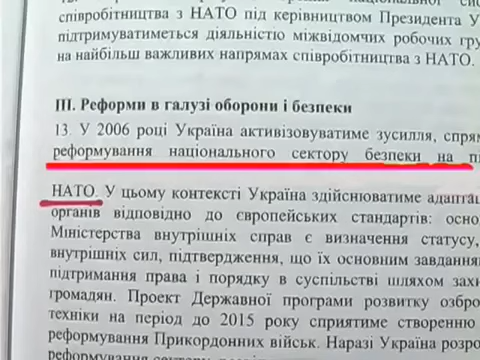 співробітництва з НАТО під керівництвом Президента У
підтримуватиметься діяльністю міжвідомчих робочих гру
на найбільш важливих напрямах співробітництва з НАТО.
III. Реформи в галузі оборони і безпеки
13. У 2006 році Україна активізовуватиме зусилля, спрям
реформування національного сектору безпеки на п
НАТО. У цьому контексті Україна здійснюватиме адаптац
органів відповідно до європейських стандартів: осно
Міністерства внутрішніх справ є визначення статусу,
внутрішніх сил, підтвердження, що їх основним завдання
підтримання права і порядку в суспільстві шляхом захи
громадян. Проект Державної програми розвитку озбро
техніки на період до 2015 року сприятиме створенню
реформування Прикордонних військ. Наразі Україна розро